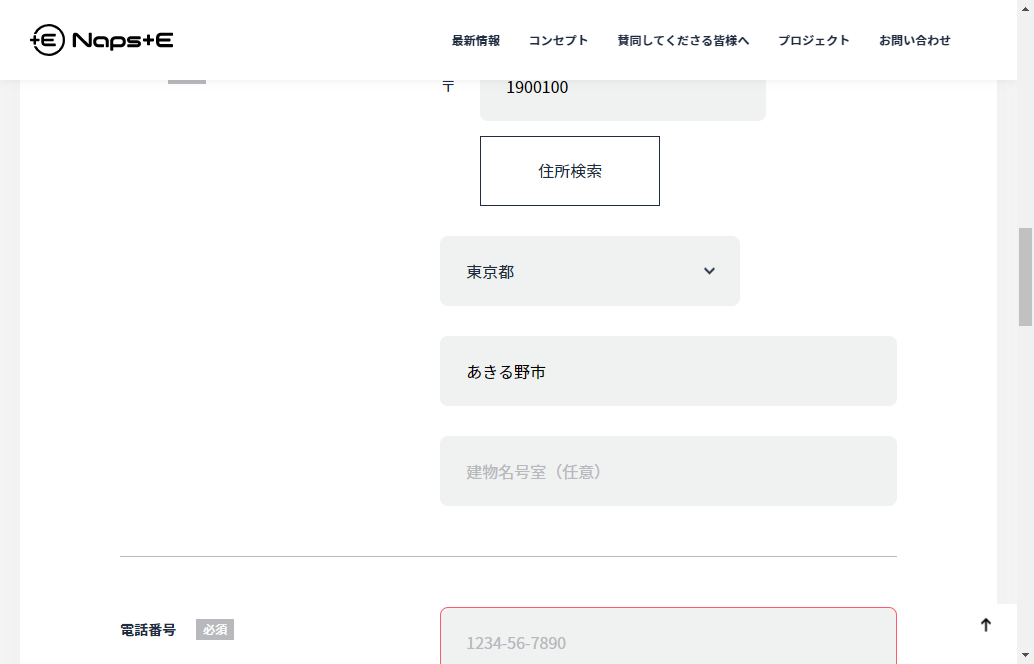 Naps+E
最新情報 コンセプト 賛同してくださる皆様へ プロジェクト お問い合わせ
〒 1900100
住所検索
東京都
あきる野市
建物名号室（任意）
電話番号 必須 1234-56-7890